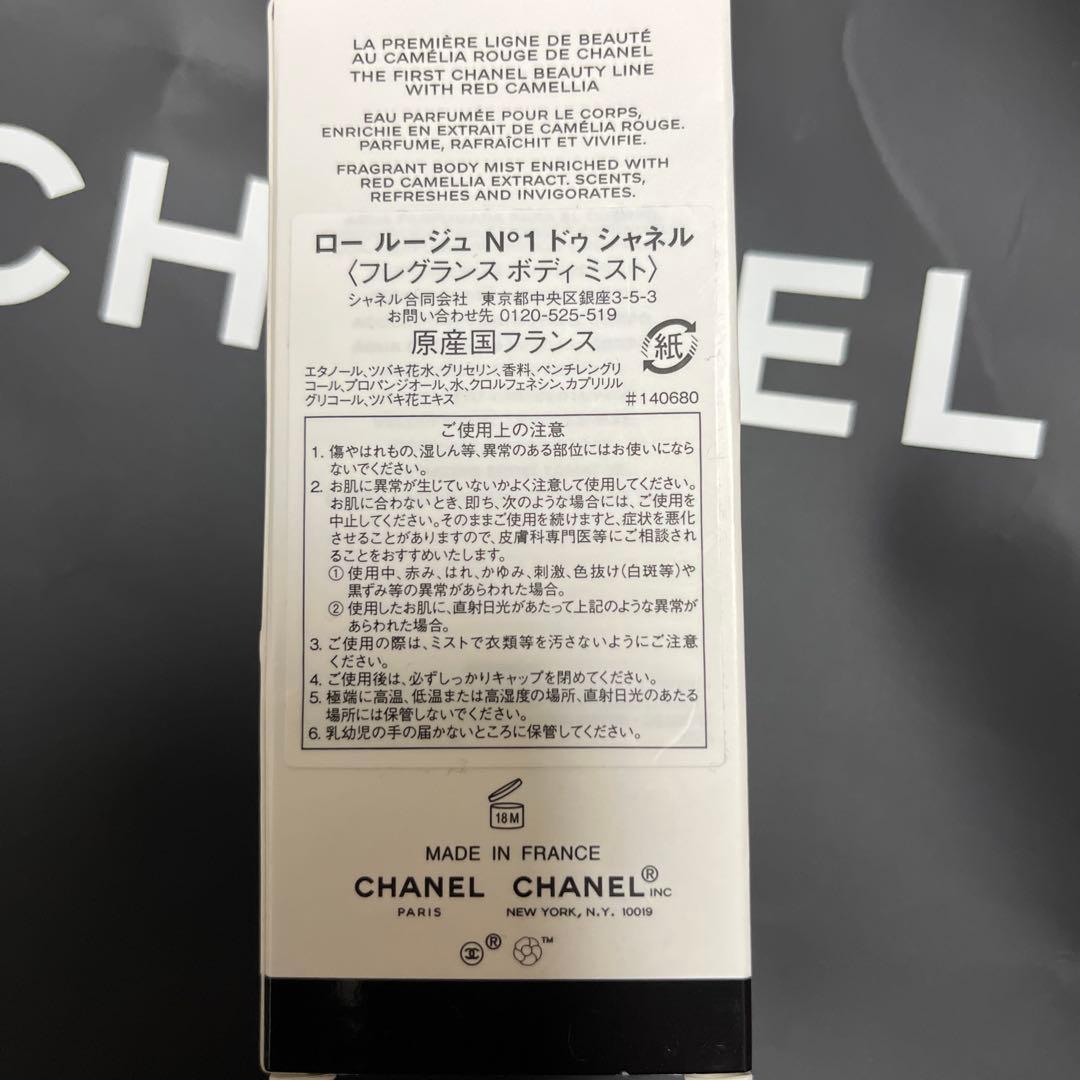 LA PREMIÈRE LIGNE DE BEAUTÉ
AU CAMÉLIA ROUGE DE CHANEL
THE FIRST CHANEL BEAUTY LINE
WITH RED CAMELLIA
EAU PARFUMÉE POUR LE CORPS,
ENRICHIE EN EXTRAIT DE CAMÉLIA ROUGE.
PARFUME, RAFRAÎCHIT ET VIVIFIE.
FRAGRANT BODY MIST ENRICHED WITH
RED CAMELLIA EXTRACT. SCENTS,
REFRESHES AND INVIGORATES.
CHANEL
ロー ルージュ N°1 ドゥ シャネル
〈フレグランス ボディ ミスト〉
シャネル合同会社 東京都中央区銀座3-5-3
お問い合わせ先 0120-525-519
原産国フランス
紙
エタノール、ツバキ花水、グリセリン、香料、ペンチレングリ
コール、プロパンジオール、水、クロルフェネシン、カプリリル
グリコール、ツバキ花エキス #140680
ご使用上の注意
1. 傷やはれもの、湿しん等、異常のある部位にはお使いになら
ないでください。
2. お肌に異常が生じていないかよく注意して使用してください。
お肌に合わないとき、即ち、次のような場合には、ご使用を
中止してください。そのままご使用を続けますと、症状を悪化
させることがありますので、皮膚科専門医等にご相談され
ることをおすすめいたします。
① 使用中、赤み、はれ、かゆみ、刺激、色抜け(白斑等)や
黒ずみ等の異常があらわれた場合。
② 使用したお肌に、直射日光があたって上記のような異常が
あらわれた場合。
3. ご使用の際は、ミストで衣類等を汚さないようにご注意
ください。
4. ご使用後は、必ずしっかりキャップを閉めてください。
5. 極端に高温、低温または高湿度の場所、直射日光のあたる
場所には保管しないでください。
6. 乳幼児の手の届かないところに保管してください。
18M
MADE IN FRANCE
CHANEL CHANEL® INC
PARIS NEW YORK, N.Y. 10019
® ™